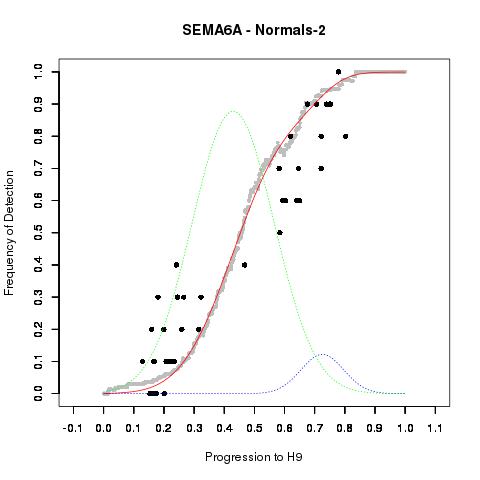 SEMA6A - Normals-2
Frequency of Detection
1.0
0.9
0.8
0.7
0.6
0.5
0.4
0.3
0.2
0.1
0.0
-0.1 0.0 0.1 0.2 0.3 0.4 0.5 0.6 0.7 0.8 0.9 1.0 1.1
Progression to H9